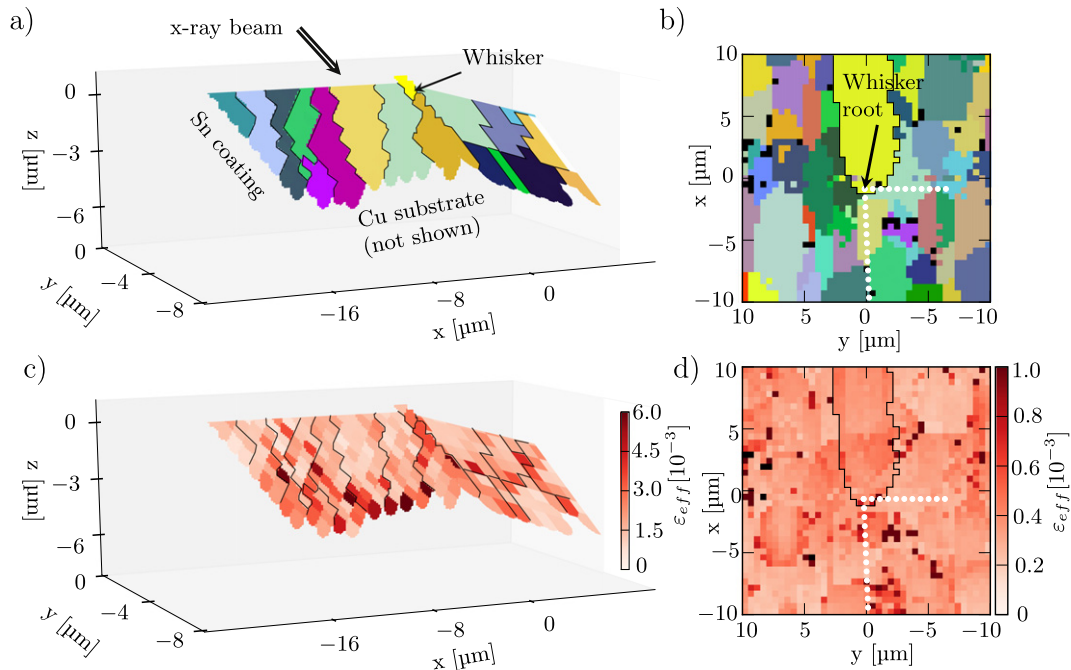 a)
x-ray beam
Whisker
Sn coating
Cu substrate
(not shown)
0
−3
−6
z
[µm]
0
−4
−8
y [µm]
−16
−8
0
x [µm]
b)
Whisker
root
10
5
0
−5
−10
x [µm]
10
5
0
−5
−10
y [µm]
c)
0
−3
−6
z
[µm]
0
−4
−8
y [µm]
−16
−8
0
x [µm]
6.0
4.5
3.0
1.5
0
εeff[10⁻³]
d)
10
5
0
−5
−10
x [µm]
10
5
0
−5
−10
y [µm]
1.0
0.8
0.6
0.4
0.2
0
εeff[10⁻³]